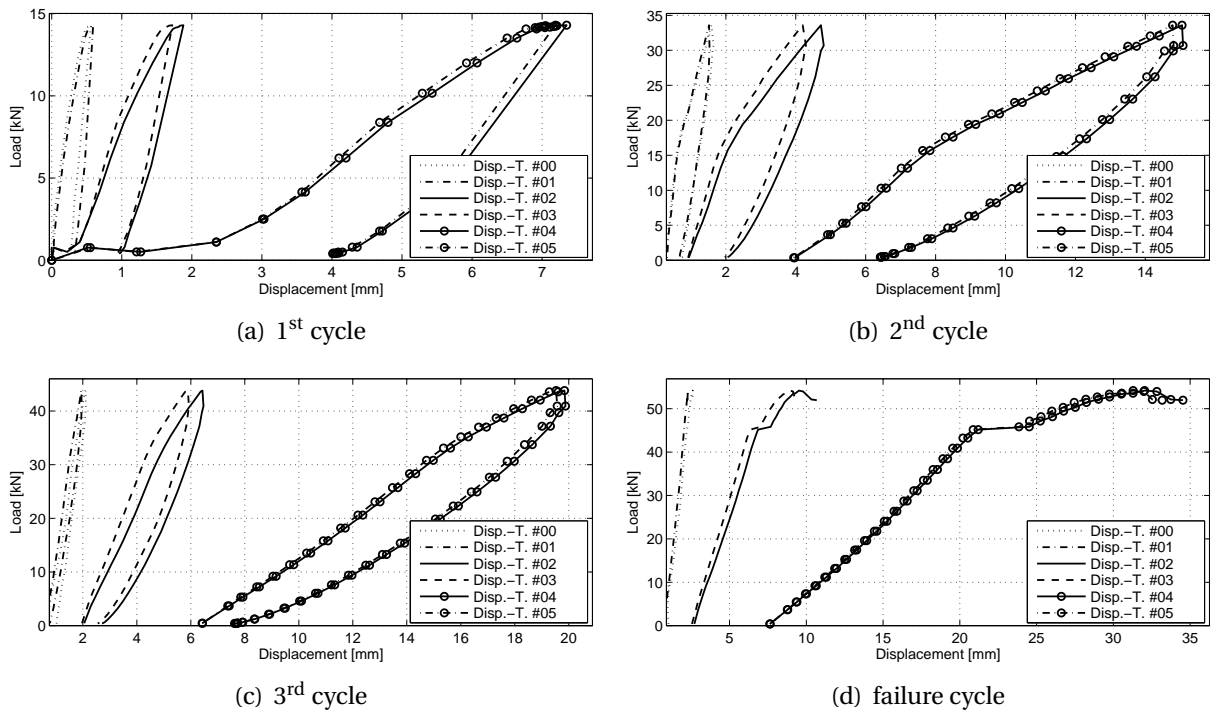 15
10
5
0
Load [kN]
0 1 2 3 4 5 6 7
Displacement [mm]
Disp.−T. #00
Disp.−T. #01
Disp.−T. #02
Disp.−T. #03
Disp.−T. #04
Disp.−T. #05
(a) 1st cycle
35
30
25
20
15
10
5
0
Load [kN]
2 4 6 8 10 12 14
Displacement [mm]
Disp.−T. #00
Disp.−T. #01
Disp.−T. #02
Disp.−T. #03
Disp.−T. #04
Disp.−T. #05
(b) 2nd cycle
40
30
20
10
0
Load [kN]
2 4 6 8 10 12 14 16 18 20
Displacement [mm]
Disp.−T. #00
Disp.−T. #01
Disp.−T. #02
Disp.−T. #03
Disp.−T. #04
Disp.−T. #05
(c) 3rd cycle
50
40
30
20
10
0
Load [kN]
5 10 15 20 25 30 35
Displacement [mm]
Disp.−T. #00
Disp.−T. #01
Disp.−T. #02
Disp.−T. #03
Disp.−T. #04
Disp.−T. #05
(d) failure cycle